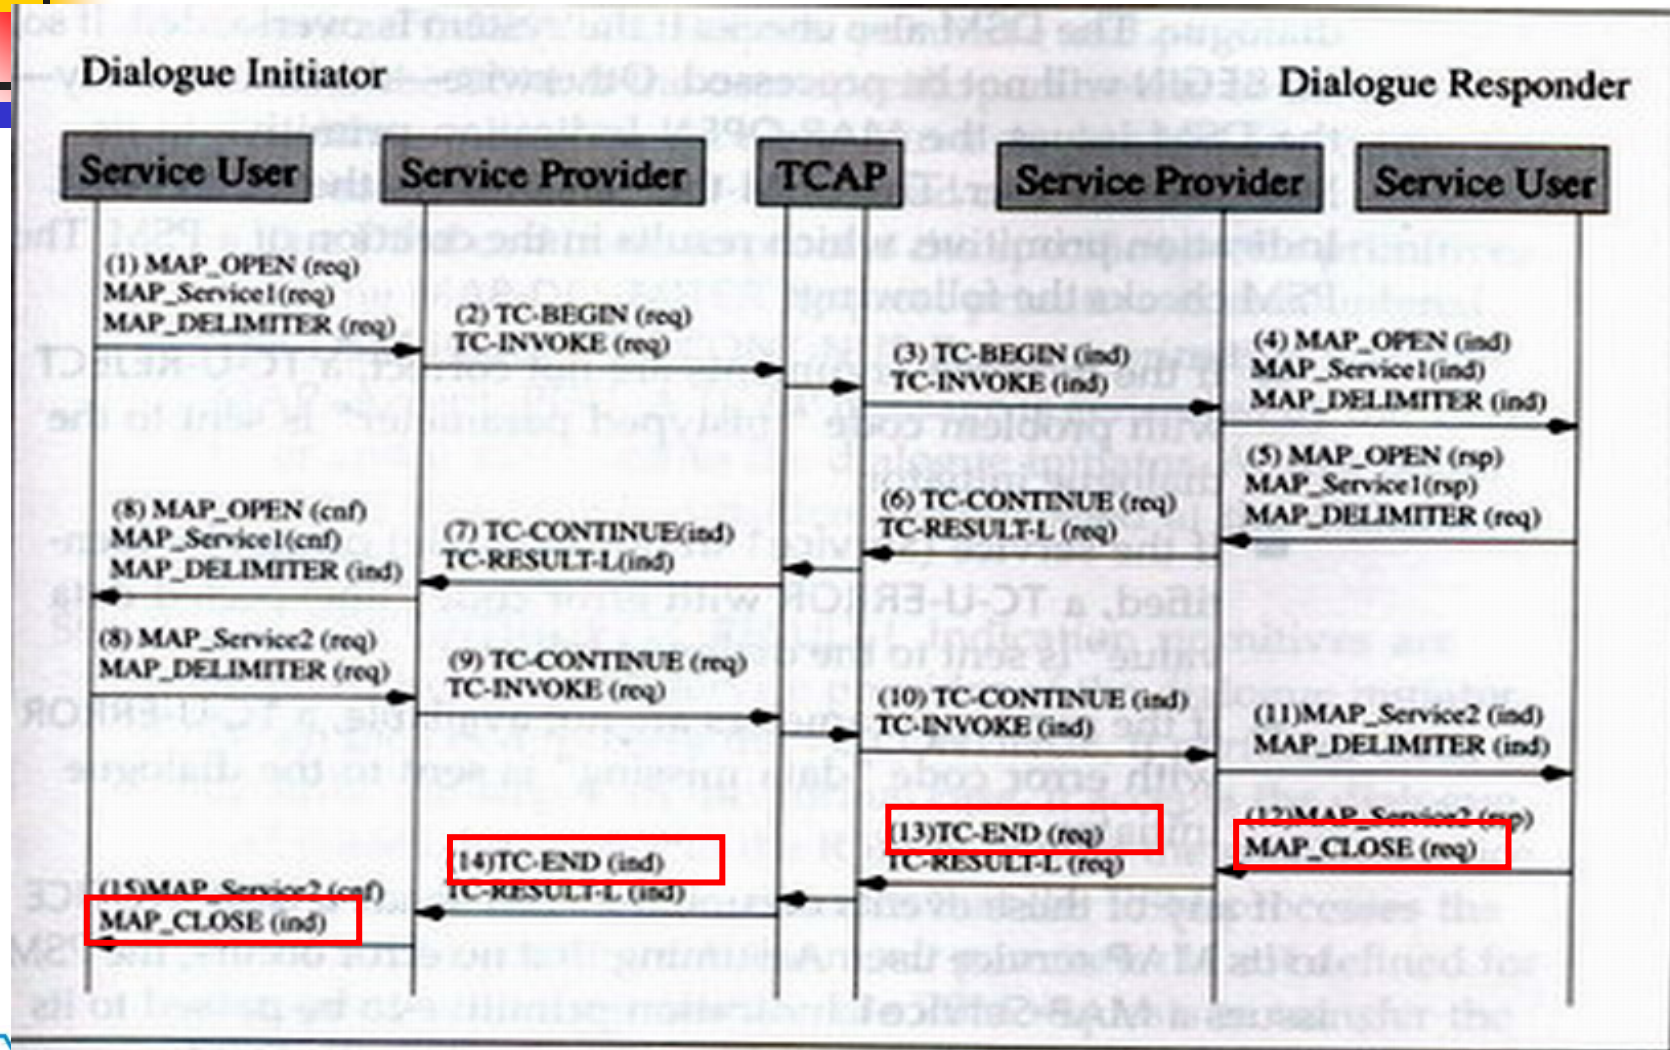 Dialogue Initiator
Dialogue Responder
Service User
Service Provider
TCAP
Service Provider
Service User
(1) MAP_OPEN (req)
MAP_Service1(req)
MAP_DELIMITER (req)
(2) TC-BEGIN (req)
TC-INVOKE (req)
(3) TC-BEGIN (ind)
TC-INVOKE (ind)
(4) MAP_OPEN (ind)
MAP_Service1(ind)
MAP_DELIMITER (ind)
(5) MAP_OPEN (rsp)
MAP_Service1(rsp)
MAP_DELIMITER (req)
(6) TC-CONTINUE (req)
TC-RESULT-L (req)
(7) TC-CONTINUE(ind)
TC-RESULT-L(ind)
(8) MAP_OPEN (cnf)
MAP_Service1(cnf)
MAP_DELIMITER (ind)
(8) MAP_Service2 (req)
MAP_DELIMITER (req)
(9) TC-CONTINUE (req)
TC-INVOKE (req)
(10) TC-CONTINUE (ind)
TC-INVOKE (ind)
(11)MAP_Service2 (ind)
MAP_DELIMITER (ind)
(12)MAP_Service2 (rsp)
MAP_CLOSE (req)
(13)TC-END (req)
TC-RESULT-L (req)
(14)TC-END (ind)
TC-RESULT-L (ind)
(15)MAP_Service2 (cnf)
MAP_CLOSE (ind)